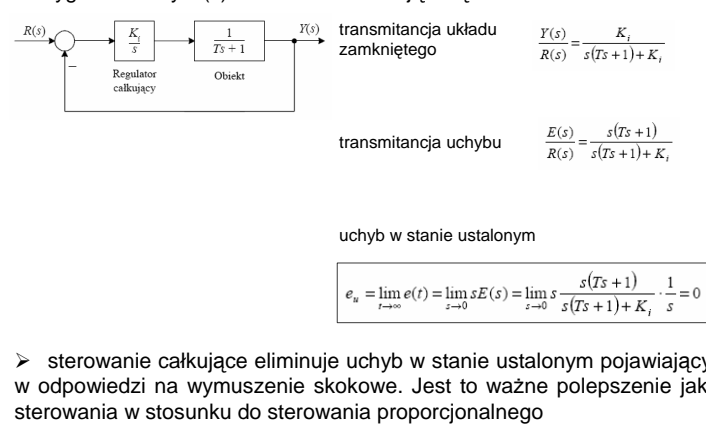 R(s)
K_i/s
1/(Ts + 1)
Y(s)
−
Regulator
całkujący
Obiekt
transmitancja układu
zamkniętego
Y(s)/R(s) = K_i/(s(Ts + 1) + K_i)
transmitancja uchybu
E(s)/R(s) = s(Ts + 1)/(s(Ts + 1) + K_i)
uchyb w stanie ustalonym
e_u = lim_{t→∞} e(t) = lim_{s→0} sE(s) = lim_{s→0} s s(Ts + 1)/(s(Ts + 1) + K_i) · 1/s = 0
➢ sterowanie całkujące eliminuje uchyb w stanie ustalonym pojawiający
w odpowiedzi na wymuszenie skokowe. Jest to ważne polepszenie jak
sterowania w stosunku do sterowania proporcjonalnego